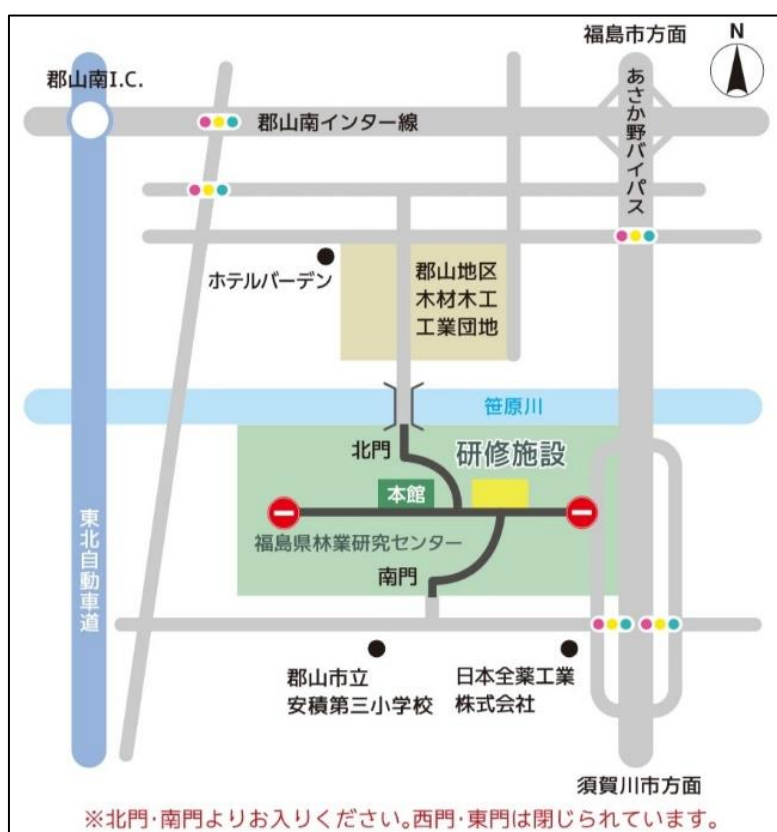 福島市方面
N
郡山南I.C.
あさか野バイパス
郡山南インター線
ホテルバーデン
郡山地区
木材木工
工業団地
笹原川
北門
研修施設
本館
東北自動車道
福島県林業研究センター
南門
郡山市立
安積第三小学校
日本全薬工業
株式会社
須賀川市方面
※北門・南門よりお入りください。西門・東門は閉じられています。